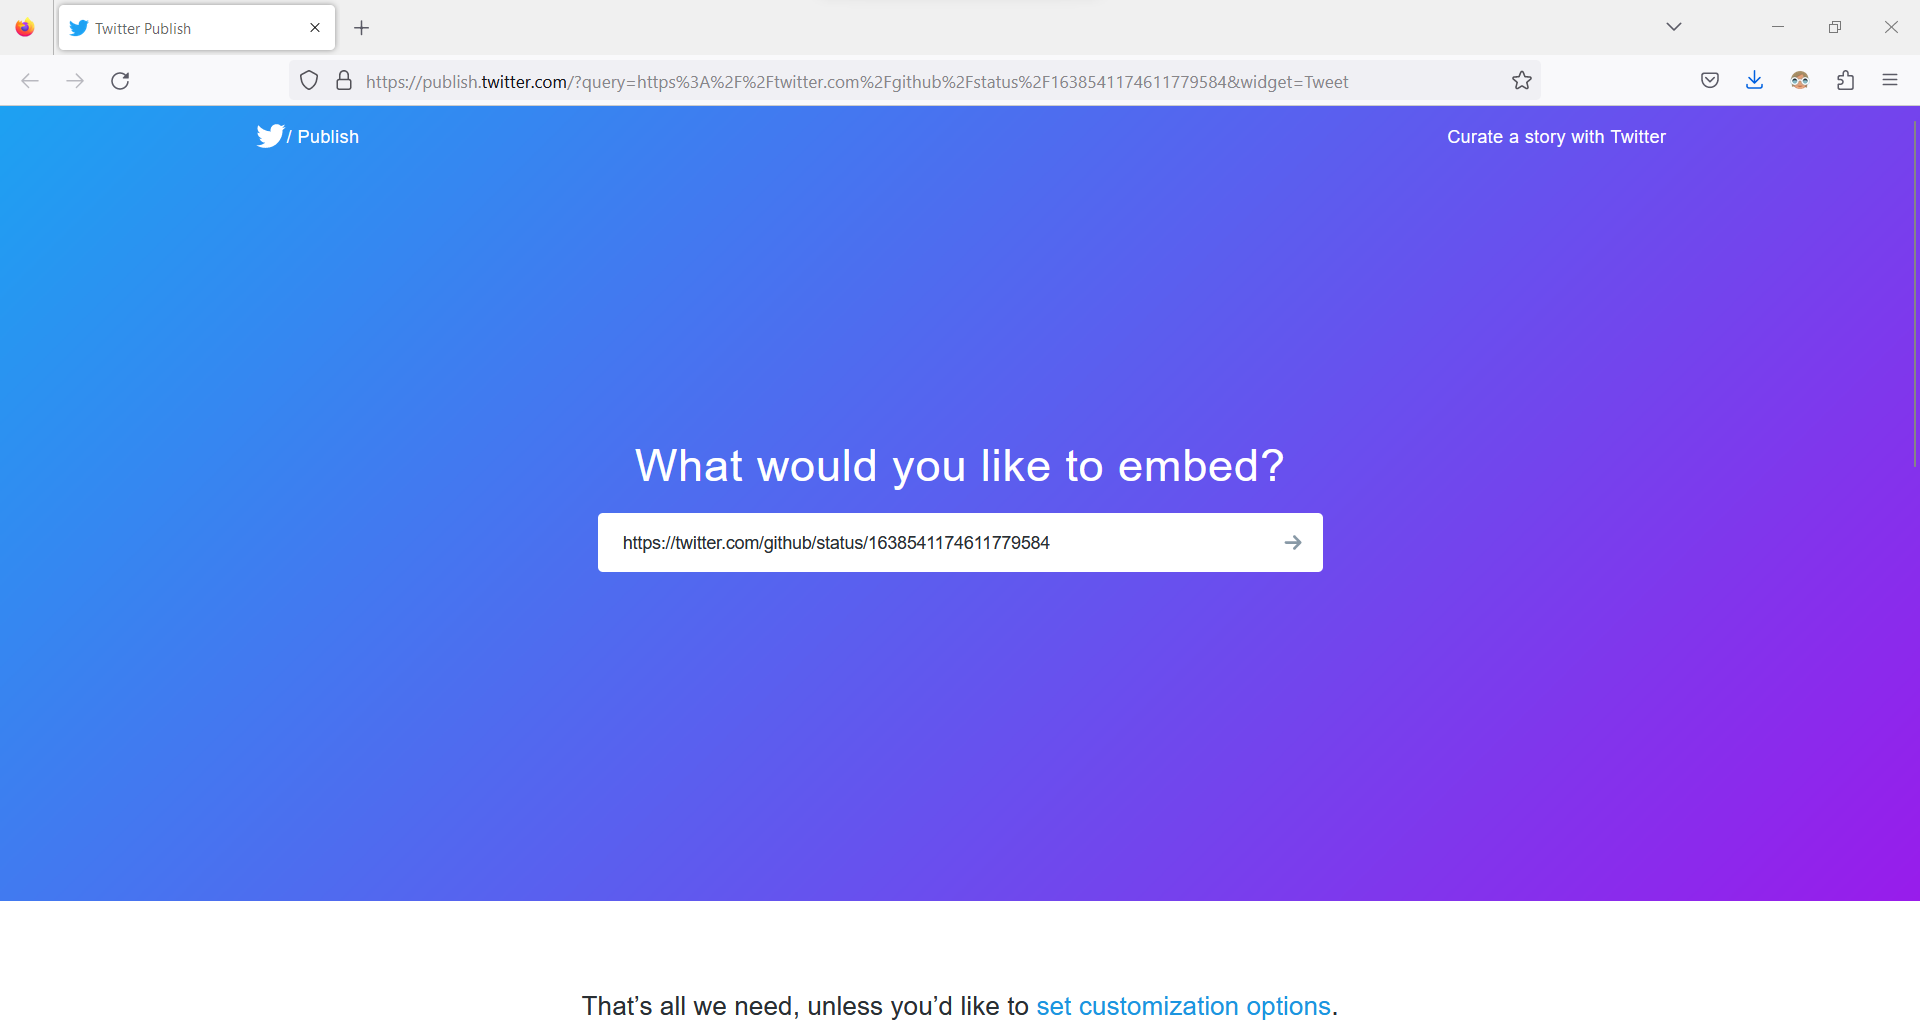 Twitter Publish
https://publish.twitter.com/?query=https%3A%2F%2Ftwitter.com%2Fgithub%2Fstatus%2F1638541174611779584&widget=Tweet
/ Publish
Curate a story with Twitter
What would you like to embed?
https://twitter.com/github/status/1638541174611779584
That’s all we need, unless you’d like to set customization options.